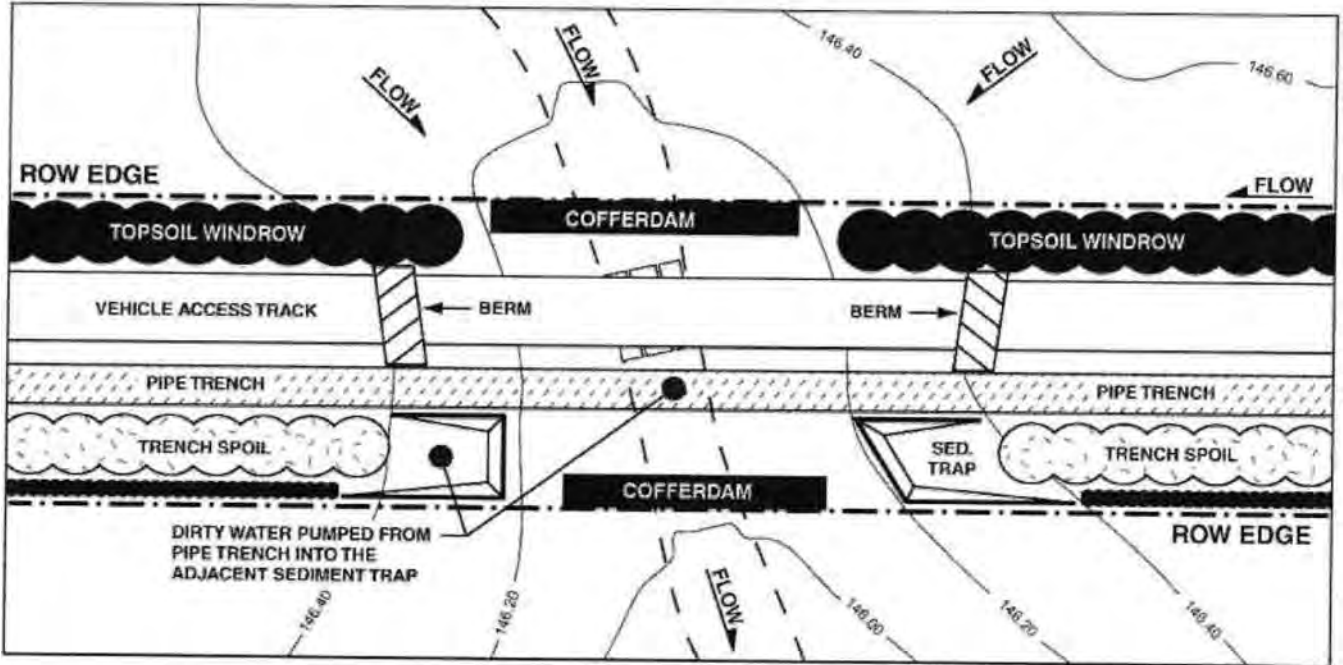 FLOW
FLOW
146.40
FLOW
146.60
ROW EDGE
FLOW
COFFERDAM
TOPSOIL WINDROW
TOPSOIL WINDROW
VEHICLE ACCESS TRACK
BERM
BERM
PIPE TRENCH
PIPE TRENCH
TRENCH SPOIL
SED.
TRAP
TRENCH SPOIL
COFFERDAM
DIRTY WATER PUMPED FROM
PIPE TRENCH INTO THE
ADJACENT SEDIMENT TRAP
ROW EDGE
146.40
146.20
FLOW
146.00
146.20
146.40